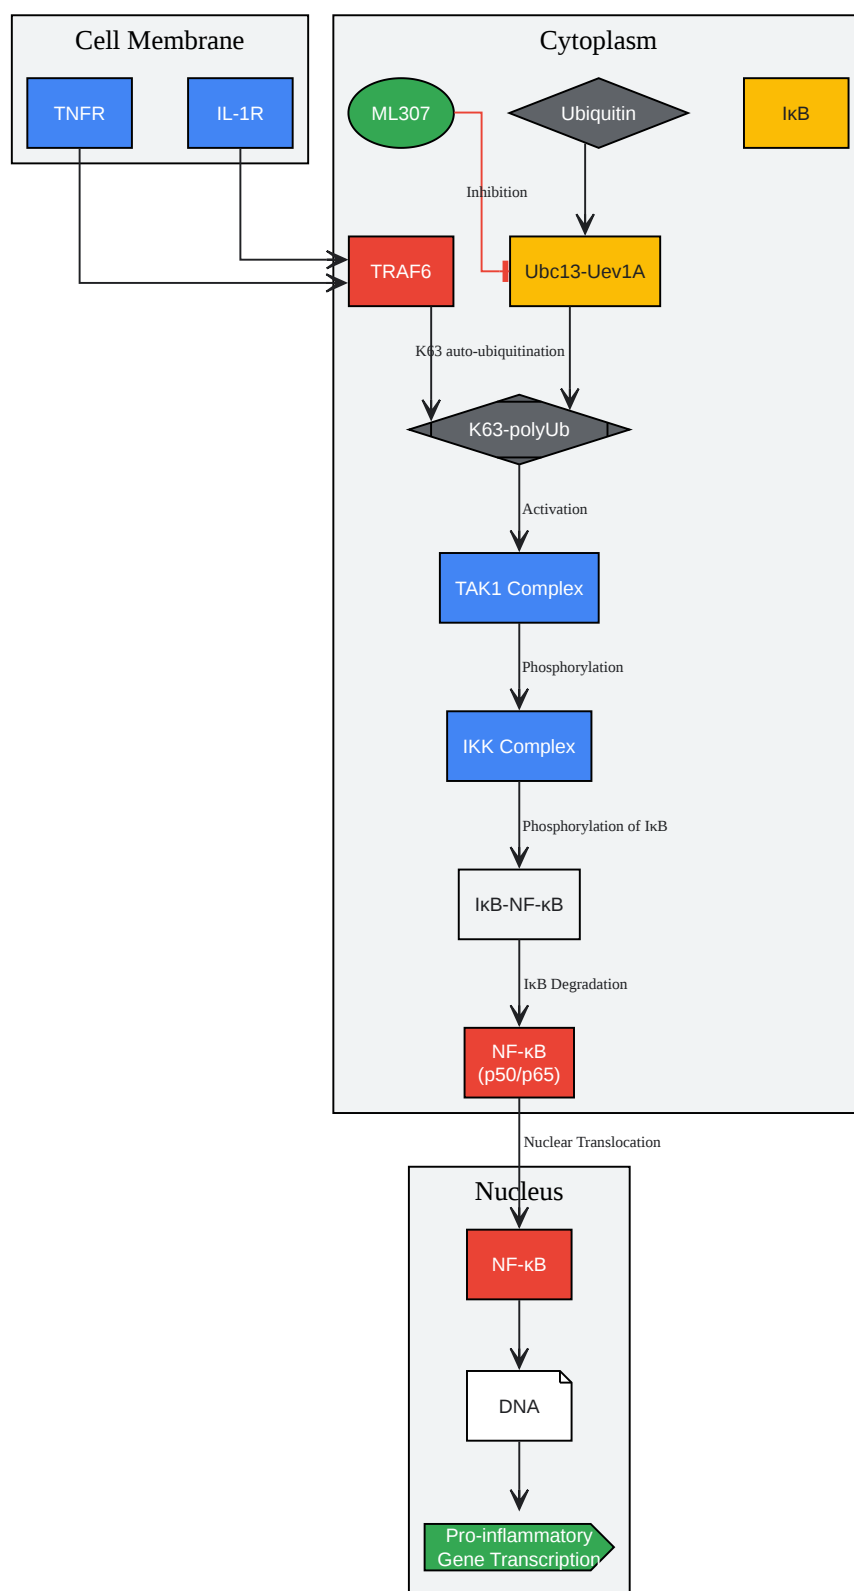 Cell Membrane
Cytoplasm
TNFR
IL-1R
ML307
Ubiquitin
IκB
Inhibition
TRAF6
Ubc13-Uev1A
K63 auto-ubiquitination
K63-polyUb
Activation
TAK1 Complex
Phosphorylation
IKK Complex
Phosphorylation of IκB
IκB-NF-κB
IκB Degradation
NF-κB
(p50/p65)
Nuclear Translocation
Nucleus
NF-κB
DNA
Pro-inflammatory
Gene Transcription